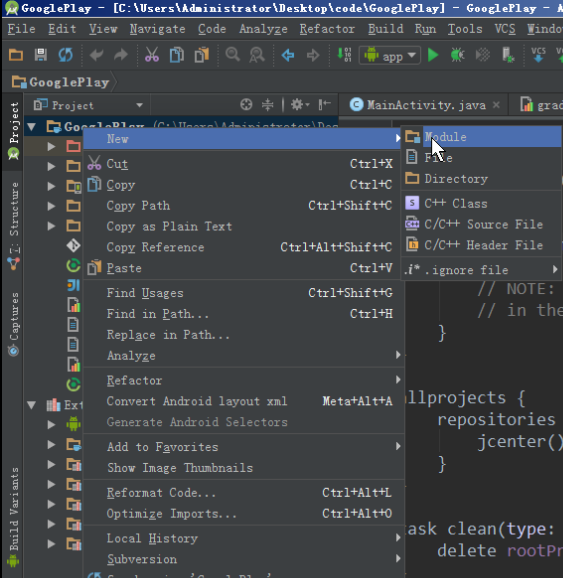 GooglePlay - [C:\Users\Administrator\Desktop\code\GooglePlay] - GooglePlay - A
File Edit View Navigate Code Analyze Refactor Build Run Tools VCS Window
app
VCS VCS
GooglePlay
Project
MainActivity.java
grad
GooglePlay (C:\Users\Administrator\Des
New
Module
File
Directory
C++ Class
C/C++ Source File
C/C++ Header File
.i* .ignore file
Cut Ctrl+X
Copy Ctrl+C
Copy Path Ctrl+Shift+C
Copy as Plain Text
Copy Reference Ctrl+Alt+Shift+C
Paste Ctrl+V
Find Usages Ctrl+Shift+G
Find in Path... Ctrl+H
Replace in Path...
Analyze
Refactor
Convert Android layout xml Meta+Alt+A
Generate Android Selectors
Add to Favorites
Show Image Thumbnails
Reformat Code... Ctrl+Alt+L
Optimize Imports... Ctrl+Alt+O
Local History
Subversion
Ext
// NOTE:
// in the
}
llprojects {
repositories
jcenter()
}
ask clean(type:
delete rootPr
Project
Z: Structure
Captures
Build Variants